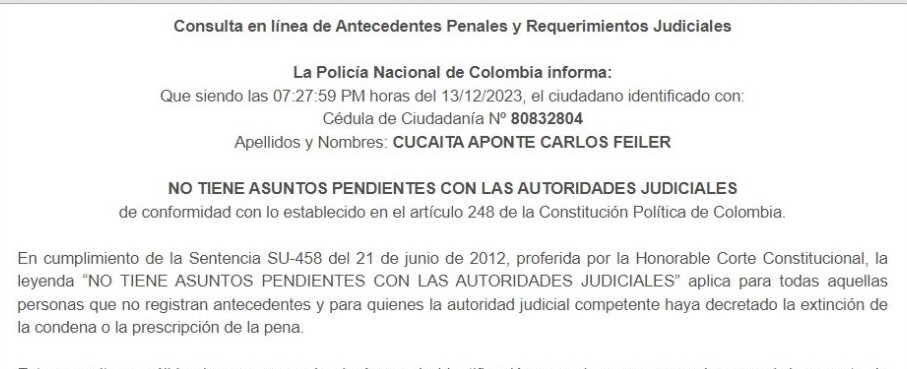 Consulta en línea de Antecedentes Penales y Requerimientos Judiciales
La Policía Nacional de Colombia informa:
Que siendo las 07:27:59 PM horas del 13/12/2023, el ciudadano identificado con:
Cédula de Ciudadanía Nº 80832804
Apellidos y Nombres: CUCAITA APONTE CARLOS FEILER
NO TIENE ASUNTOS PENDIENTES CON LAS AUTORIDADES JUDICIALES
de conformidad con lo establecido en el artículo 248 de la Constitución Política de Colombia.
En cumplimiento de la Sentencia SU-458 del 21 de junio de 2012, proferida por la Honorable Corte Constitucional, la
leyenda “NO TIENE ASUNTOS PENDIENTES CON LAS AUTORIDADES JUDICIALES” aplica para todas aquellas
personas que no registran antecedentes y para quienes la autoridad judicial competente haya decretado la extinción de
la condena o la prescripción de la pena.